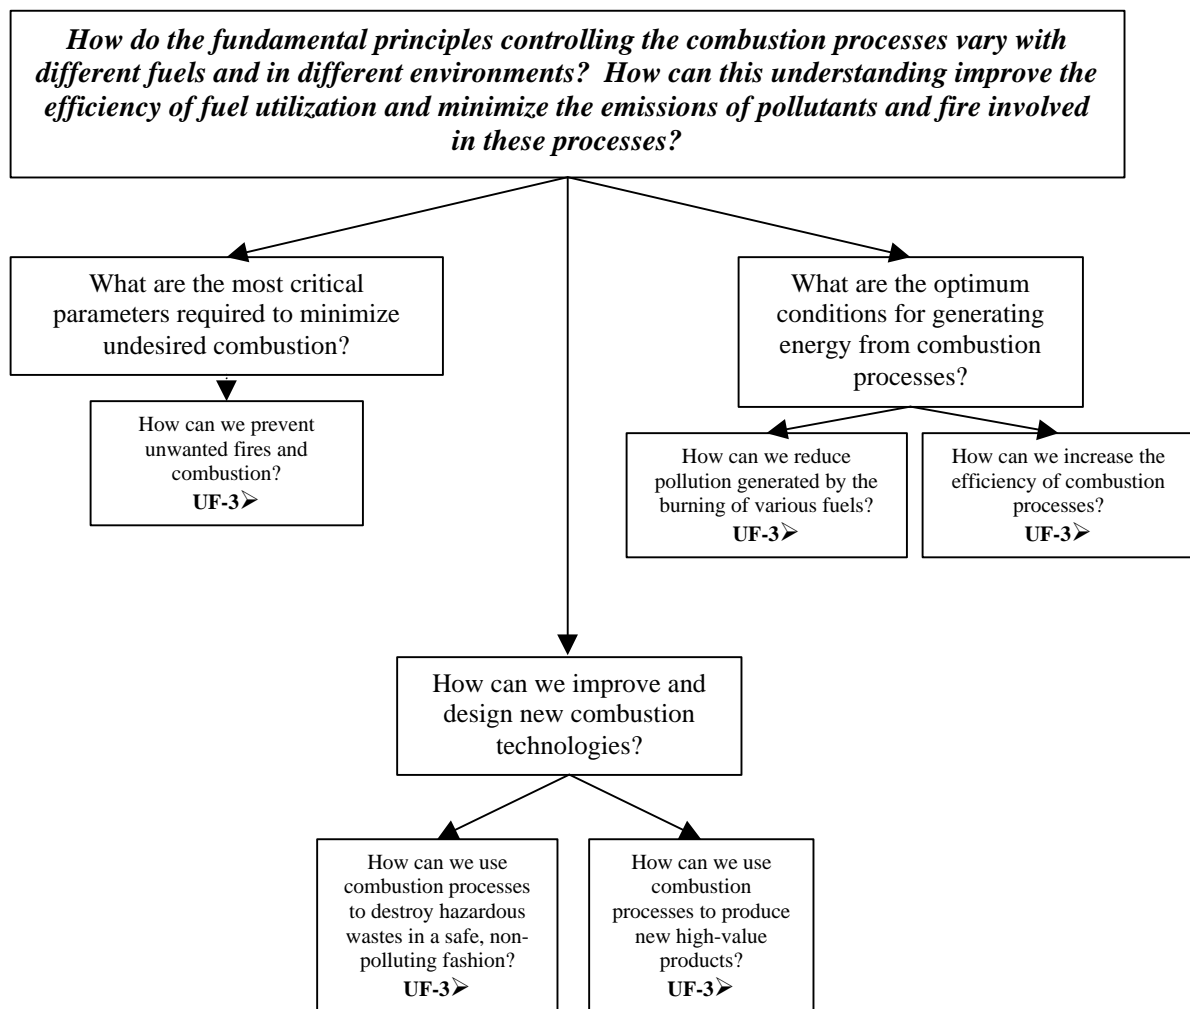 How do the fundamental principles controlling the combustion processes vary with
different fuels and in different environments?  How can this understanding improve the
efficiency of fuel utilization and minimize the emissions of pollutants and fire involved
in these processes?
What are the most critical
parameters required to minimize
undesired combustion?
How can we prevent
unwanted fires and
combustion?
UF-3➢
What are the optimum
conditions for generating
energy from combustion
processes?
How can we reduce
pollution generated by the
burning of various fuels?
UF-3➢
How can we increase the
efficiency of combustion
processes?
UF-3➢
How can we improve and
design new combustion
technologies?
How can we use
combustion processes
to destroy hazardous
wastes in a safe, non-
polluting fashion?
UF-3➢
How can we use
combustion
processes to produce
new high-value
products?
UF-3➢